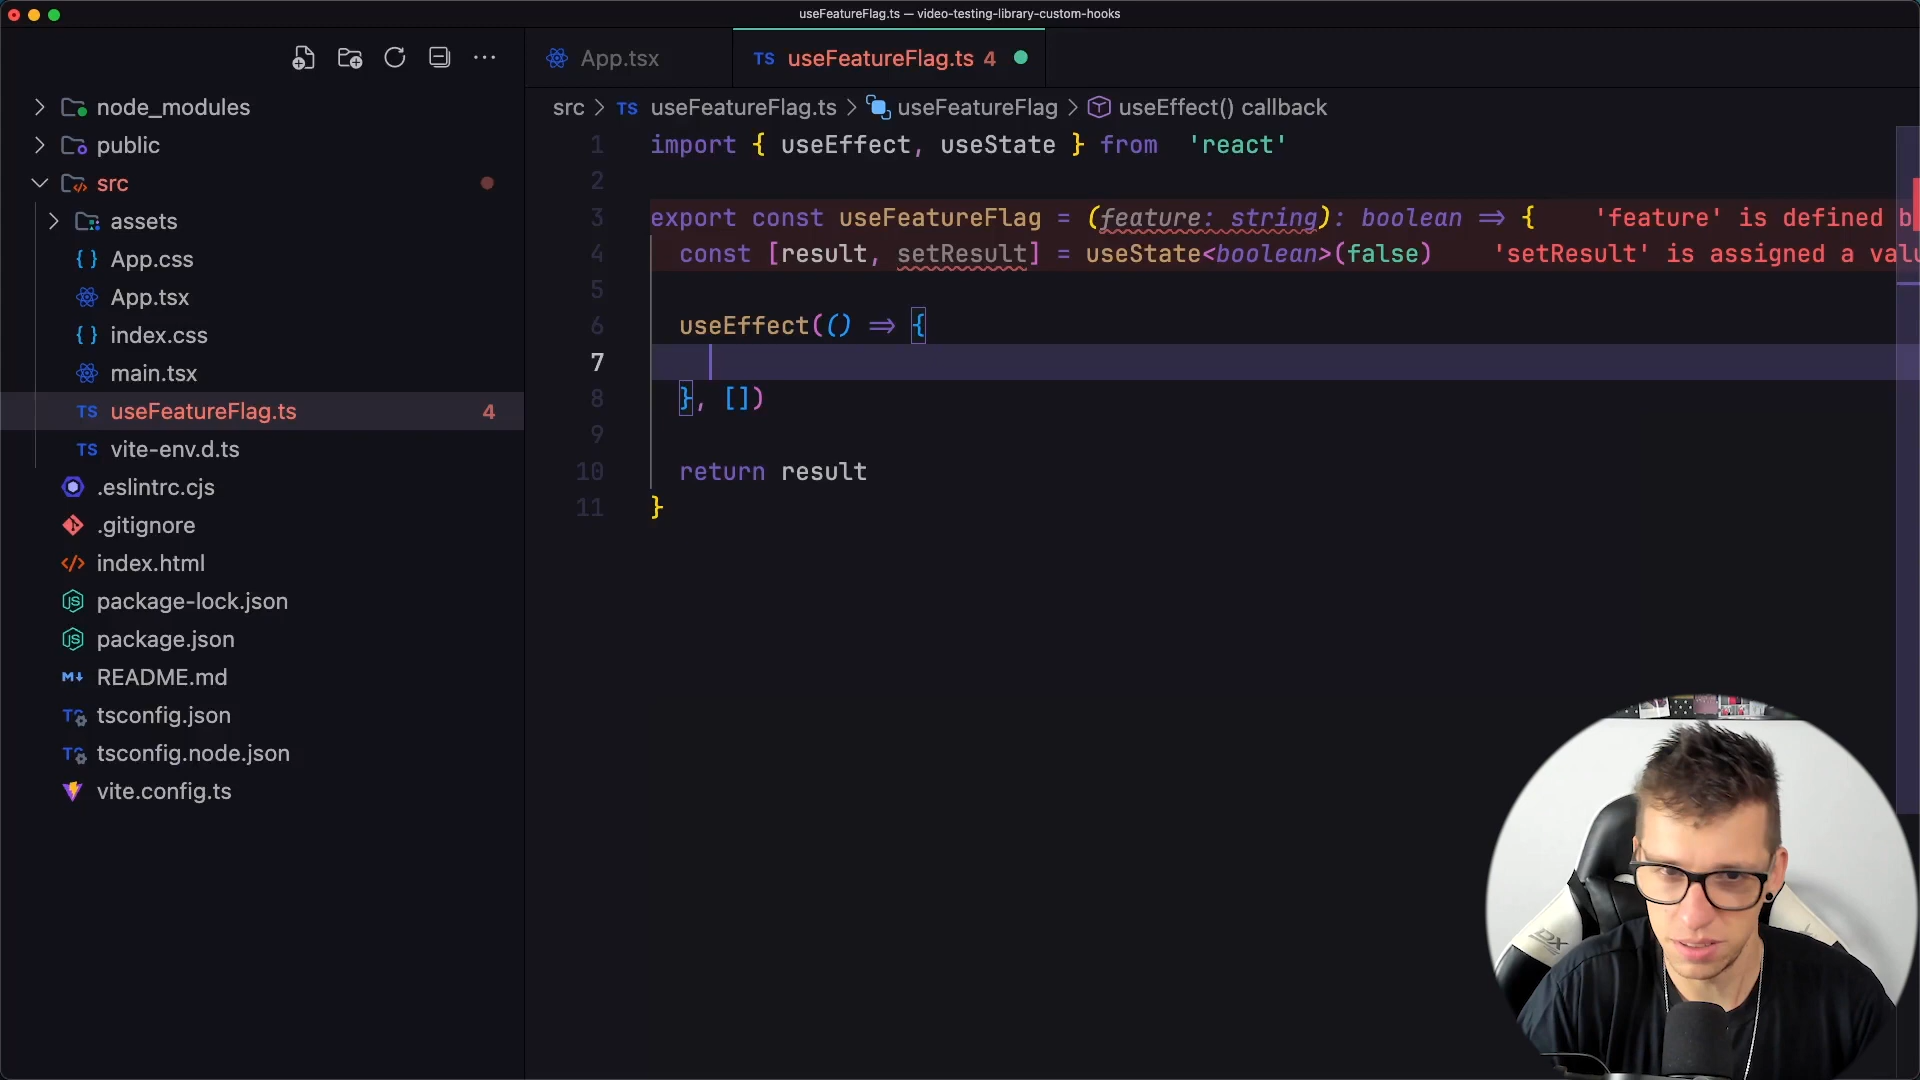 useFeatureFlag.ts — video-testing-library-custom-hooks
App.tsx
TS useFeatureFlag.ts 4
src > TS useFeatureFlag.ts > useFeatureFlag > useEffect() callback
node_modules
public
src
assets
{ } App.css
App.tsx
{ } index.css
main.tsx
TS useFeatureFlag.ts 4
TS vite-env.d.ts
.eslintrc.cjs
.gitignore
</> index.html
JS package-lock.json
JS package.json
M↓ README.md
tsconfig.json
tsconfig.node.json
vite.config.ts
1 import { useEffect, useState } from 'react'
2
3 export const useFeatureFlag = (feature: string): boolean => { 'feature' is defined b
4 const [result, setResult] = useState<boolean>(false) 'setResult' is assigned a valu
5
6 useEffect(() => {
7
8 }, [])
9
10 return result
11 }
DX